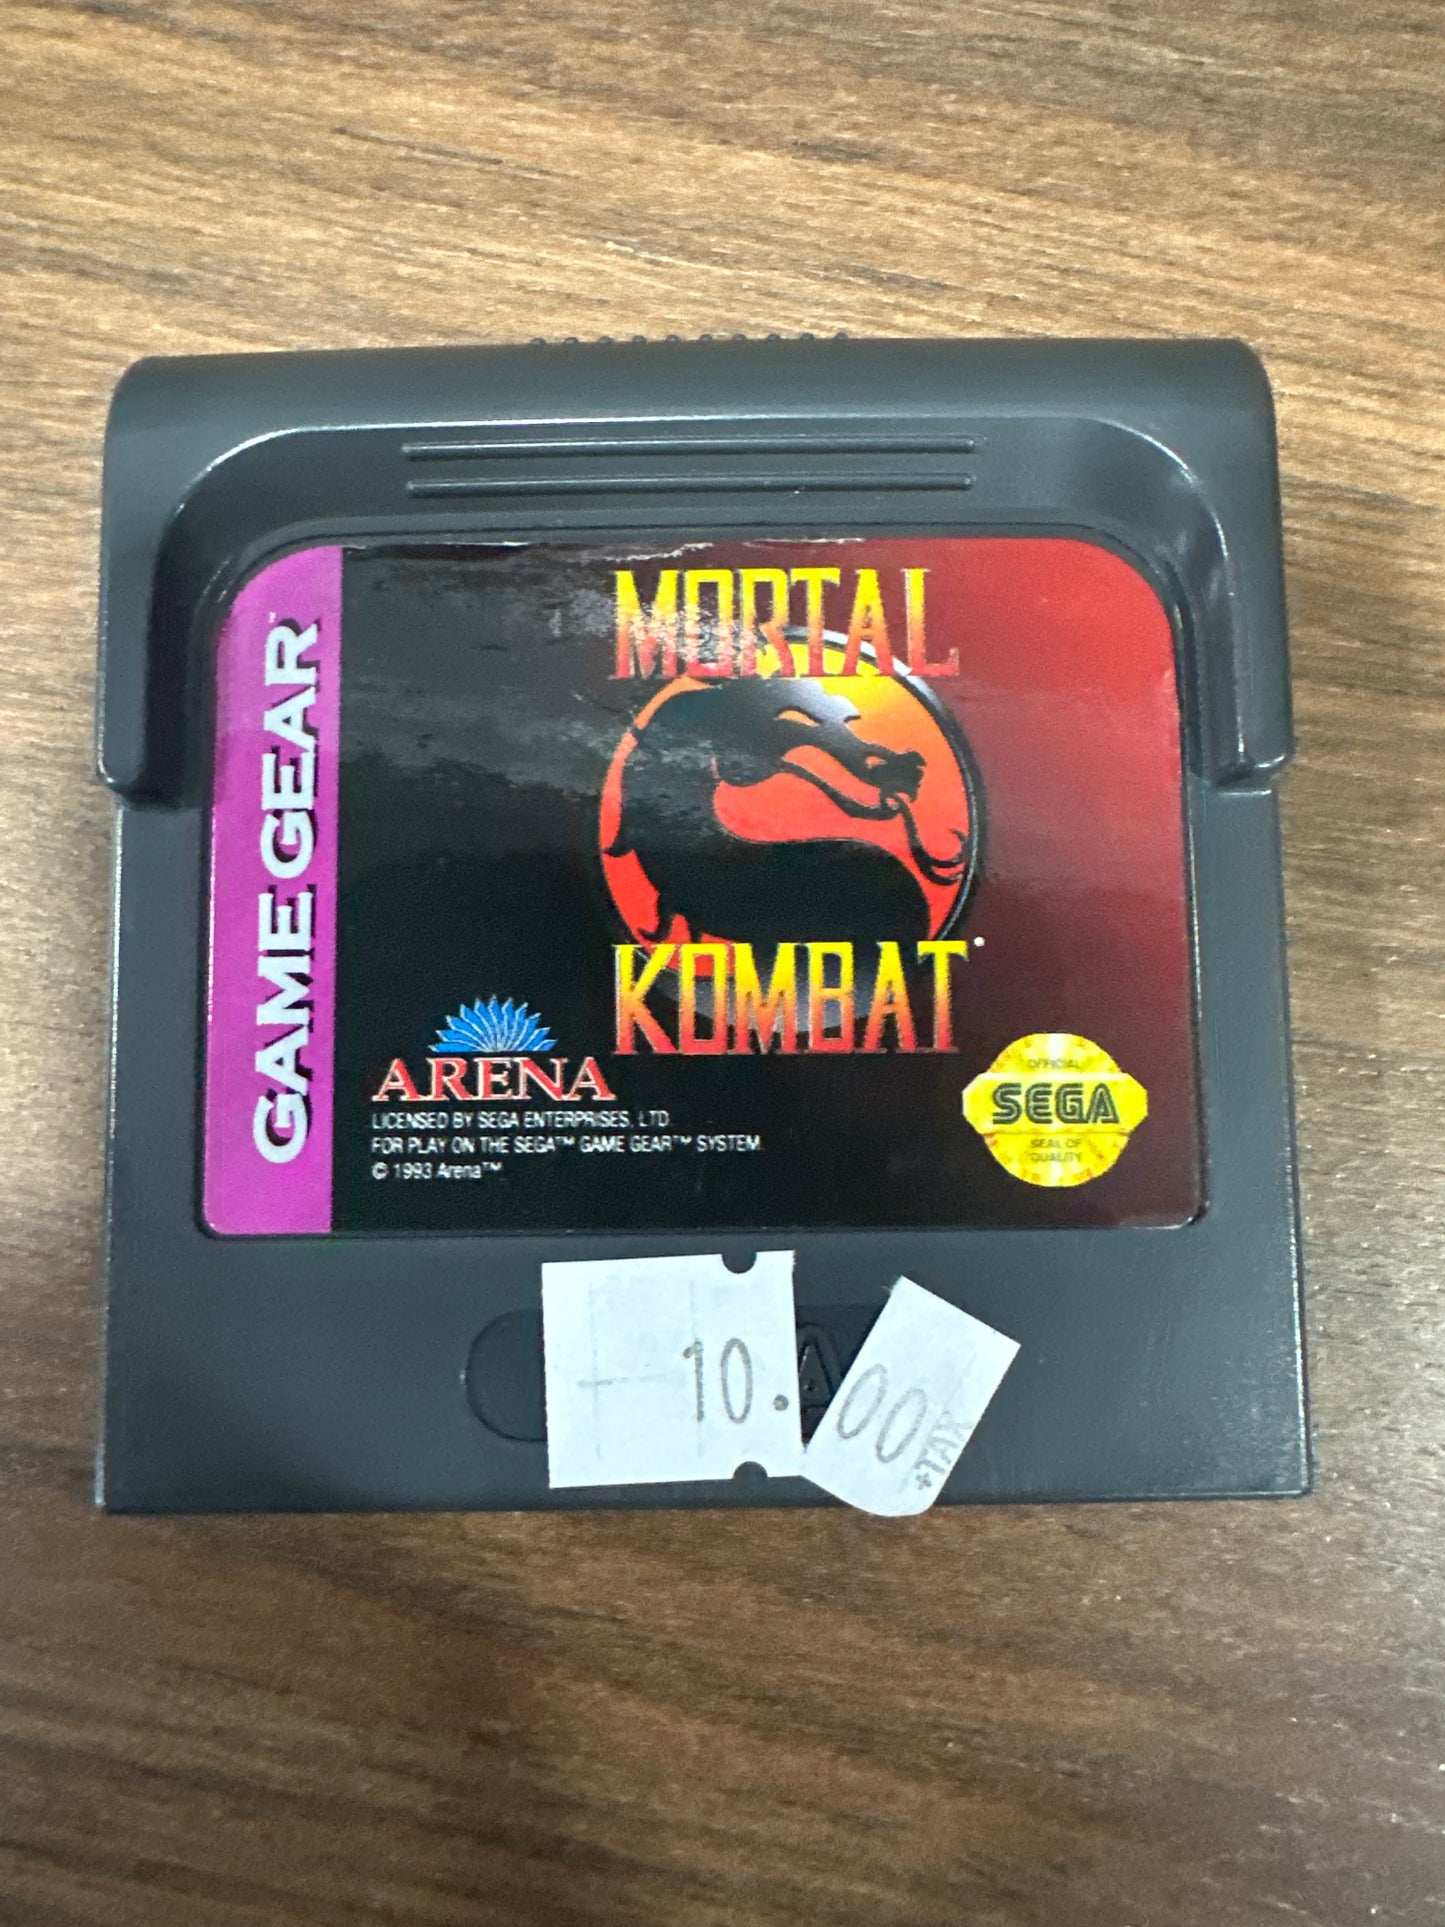 GAME GEAR™
MORTAL
KOMBAT®
ARENA
LICENSED BY SEGA ENTERPRISES, LTD.
FOR PLAY ON THE SEGA™ GAME GEAR™ SYSTEM.
© 1993 Arena™
OFFICIAL
SEGA
SEAL OF
QUALITY
10.00
+TAX